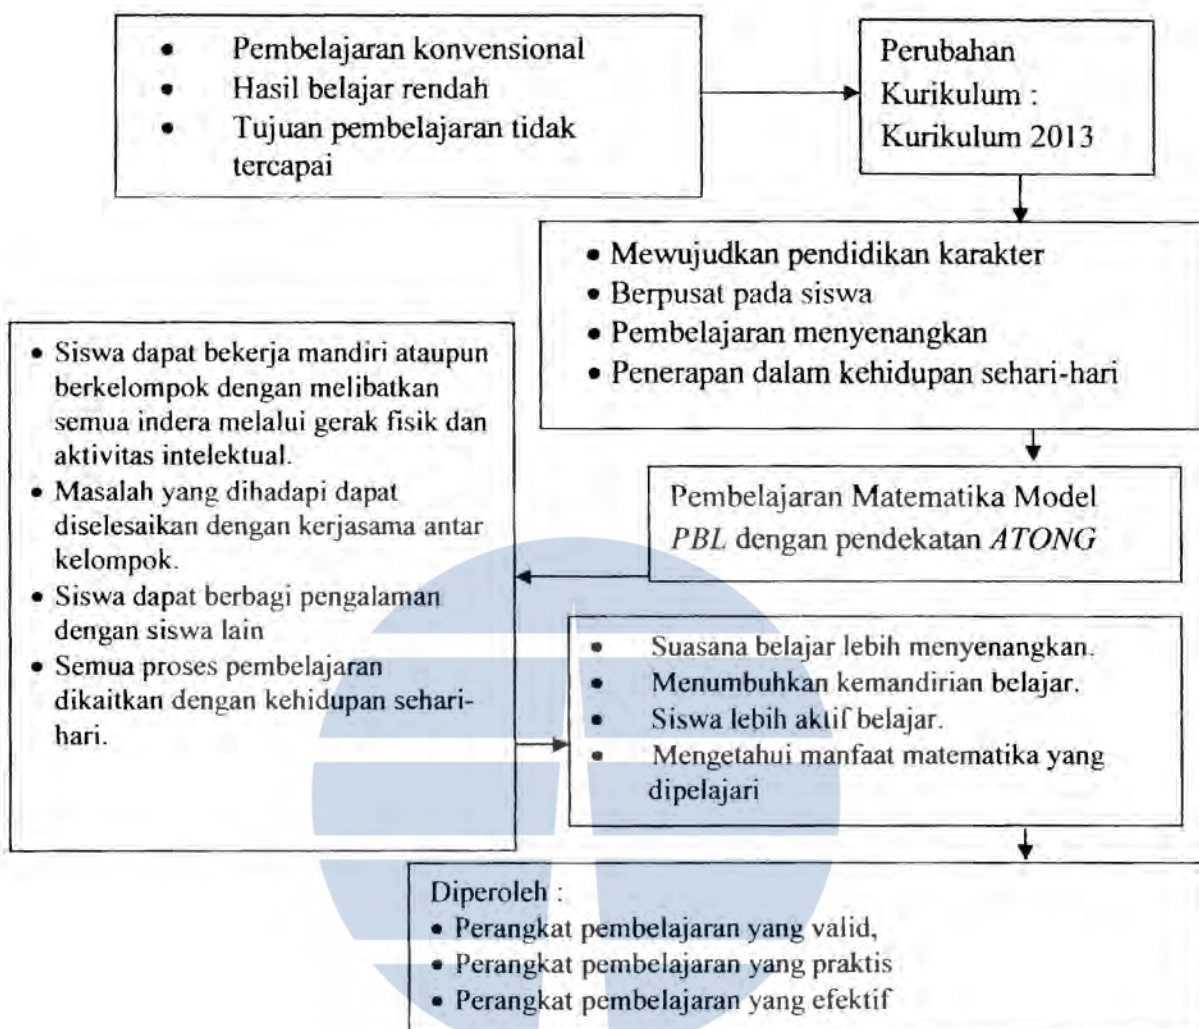 • Pembelajaran konvensional
• Hasil belajar rendah
• Tujuan pembelajaran tidak
tercapai
Perubahan
Kurikulum :
Kurikulum 2013
• Mewujudkan pendidikan karakter
• Berpusat pada siswa
• Pembelajaran menyenangkan
• Penerapan dalam kehidupan sehari-hari
Pembelajaran Matematika Model
PBL dengan pendekatan ATONG
• Siswa dapat bekerja mandiri ataupun
berkelompok dengan melibatkan
semua indera melalui gerak fisik dan
aktivitas intelektual.
• Masalah yang dihadapi dapat
diselesaikan dengan kerjasama antar
kelompok.
• Siswa dapat berbagi pengalaman
dengan siswa lain
• Semua proses pembelajaran
dikaitkan dengan kehidupan sehari-
hari.
• Suasana belajar lebih menyenangkan.
• Menumbuhkan kemandirian belajar.
• Siswa lebih aktif belajar.
• Mengetahui manfaat matematika yang
dipelajari
Diperoleh :
• Perangkat pembelajaran yang valid,
• Perangkat pembelajaran yang praktis
• Perangkat pembelajaran yang efektif